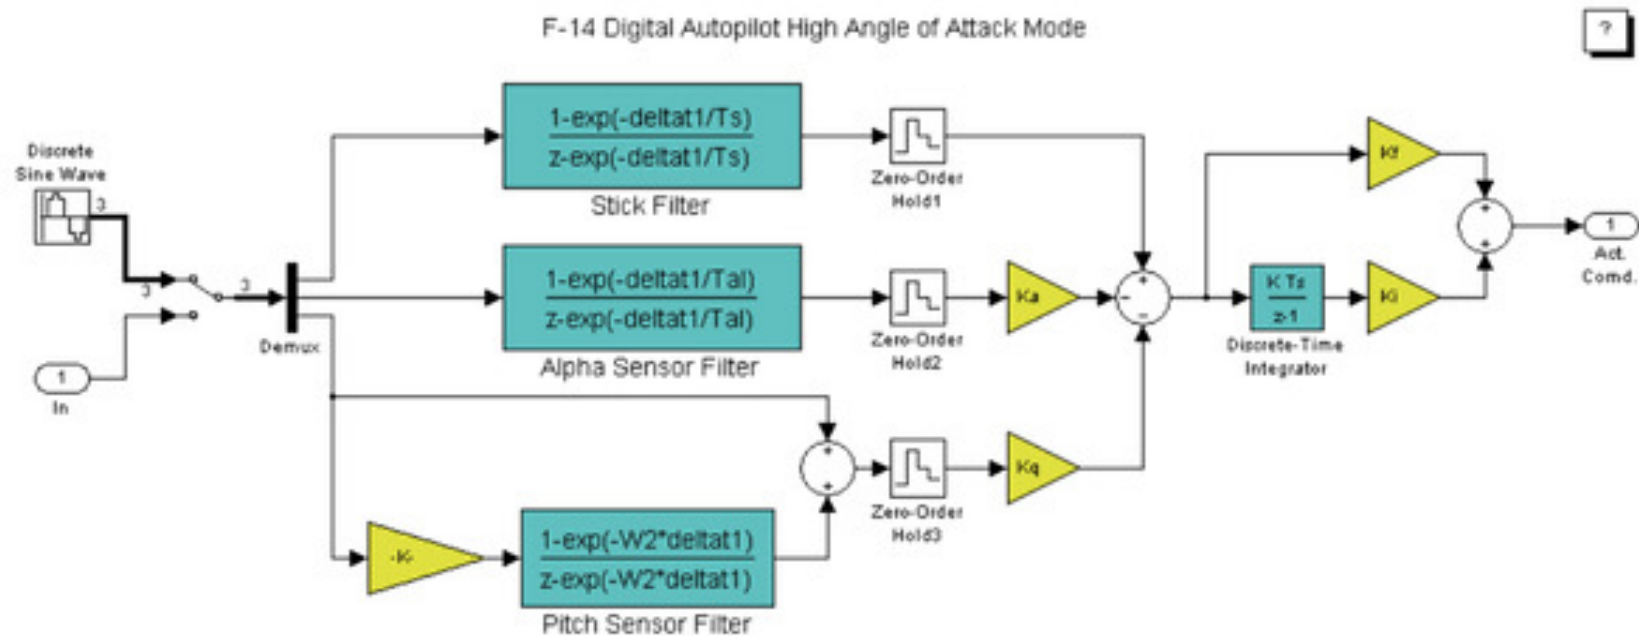 F-14 Digital Autopilot High Angle of Attack Mode
?
Discrete
Sine Wave
3
3
3
1
In
Demux
1-exp(-deltat1/Ts)
z-exp(-deltat1/Ts)
Stick Filter
Zero-Order
Hold1
1-exp(-deltat1/Tal)
z-exp(-deltat1/Tal)
Alpha Sensor Filter
Zero-Order
Hold2
Ka
-K-
1-exp(-W2*deltat1)
z-exp(-W2*deltat1)
Pitch Sensor Filter
+
+
Zero-Order
Hold3
Kq
+
-
-
K Ts
z-1
Discrete-Time
Integrator
Kf
Ki
+
+
1
Act.
Comd.